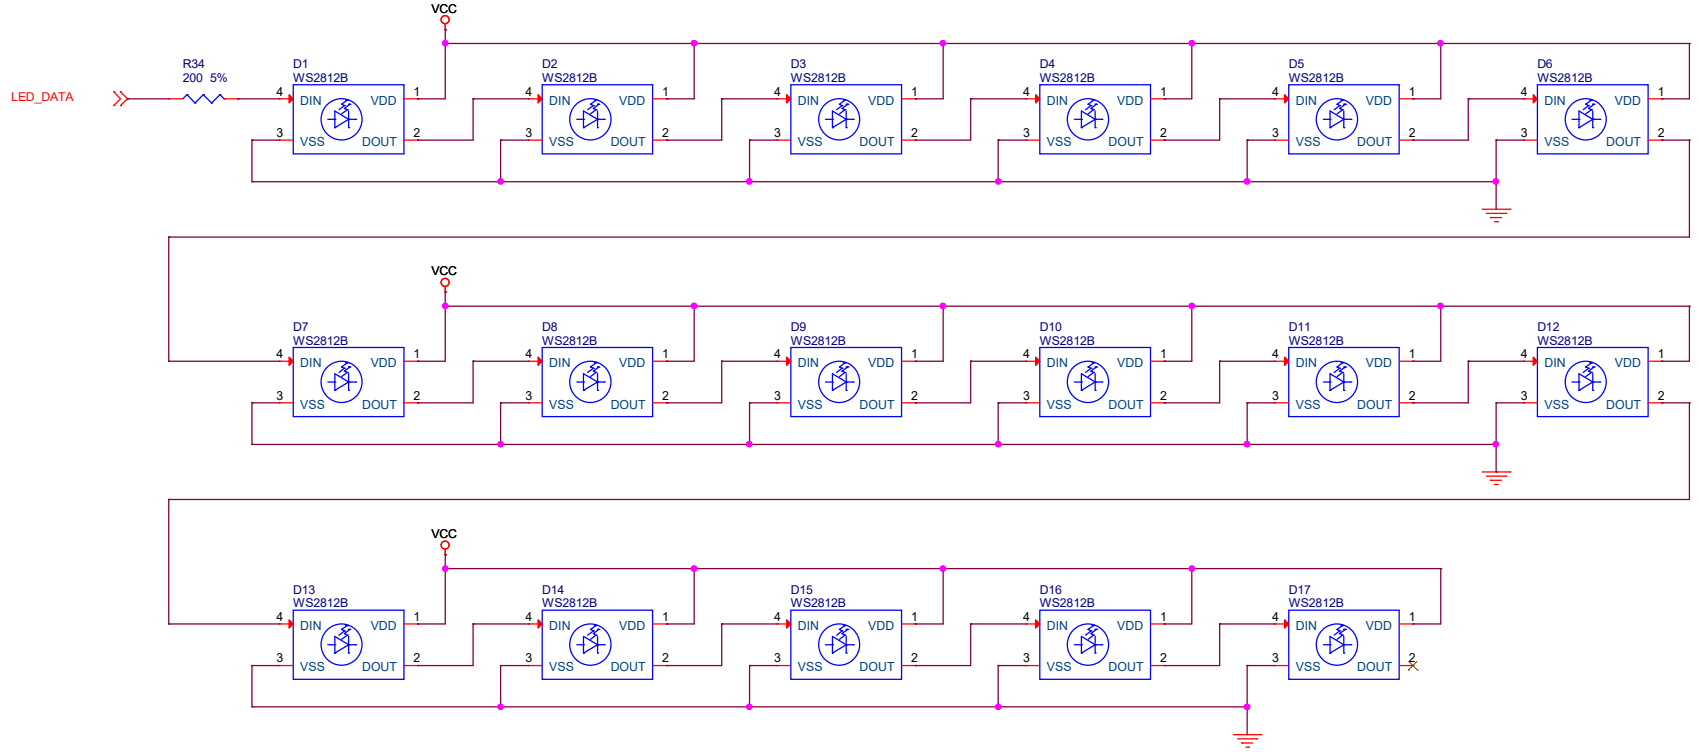 VCC
R34
200 5%
LED_DATA
D1
WS2812B
4 DIN VDD 1
3 VSS DOUT 2
D2
WS2812B
4 DIN VDD 1
3 VSS DOUT 2
D3
WS2812B
4 DIN VDD 1
3 VSS DOUT 2
D4
WS2812B
4 DIN VDD 1
3 VSS DOUT 2
D5
WS2812B
4 DIN VDD 1
3 VSS DOUT 2
D6
WS2812B
4 DIN VDD 1
3 VSS DOUT 2
VCC
D7
WS2812B
4 DIN VDD 1
3 VSS DOUT 2
D8
WS2812B
4 DIN VDD 1
3 VSS DOUT 2
D9
WS2812B
4 DIN VDD 1
3 VSS DOUT 2
D10
WS2812B
4 DIN VDD 1
3 VSS DOUT 2
D11
WS2812B
4 DIN VDD 1
3 VSS DOUT 2
D12
WS2812B
4 DIN VDD 1
3 VSS DOUT 2
VCC
D13
WS2812B
4 DIN VDD 1
3 VSS DOUT 2
D14
WS2812B
4 DIN VDD 1
3 VSS DOUT 2
D15
WS2812B
4 DIN VDD 1
3 VSS DOUT 2
D16
WS2812B
4 DIN VDD 1
3 VSS DOUT 2
D17
WS2812B
4 DIN VDD 1
3 VSS DOUT 2